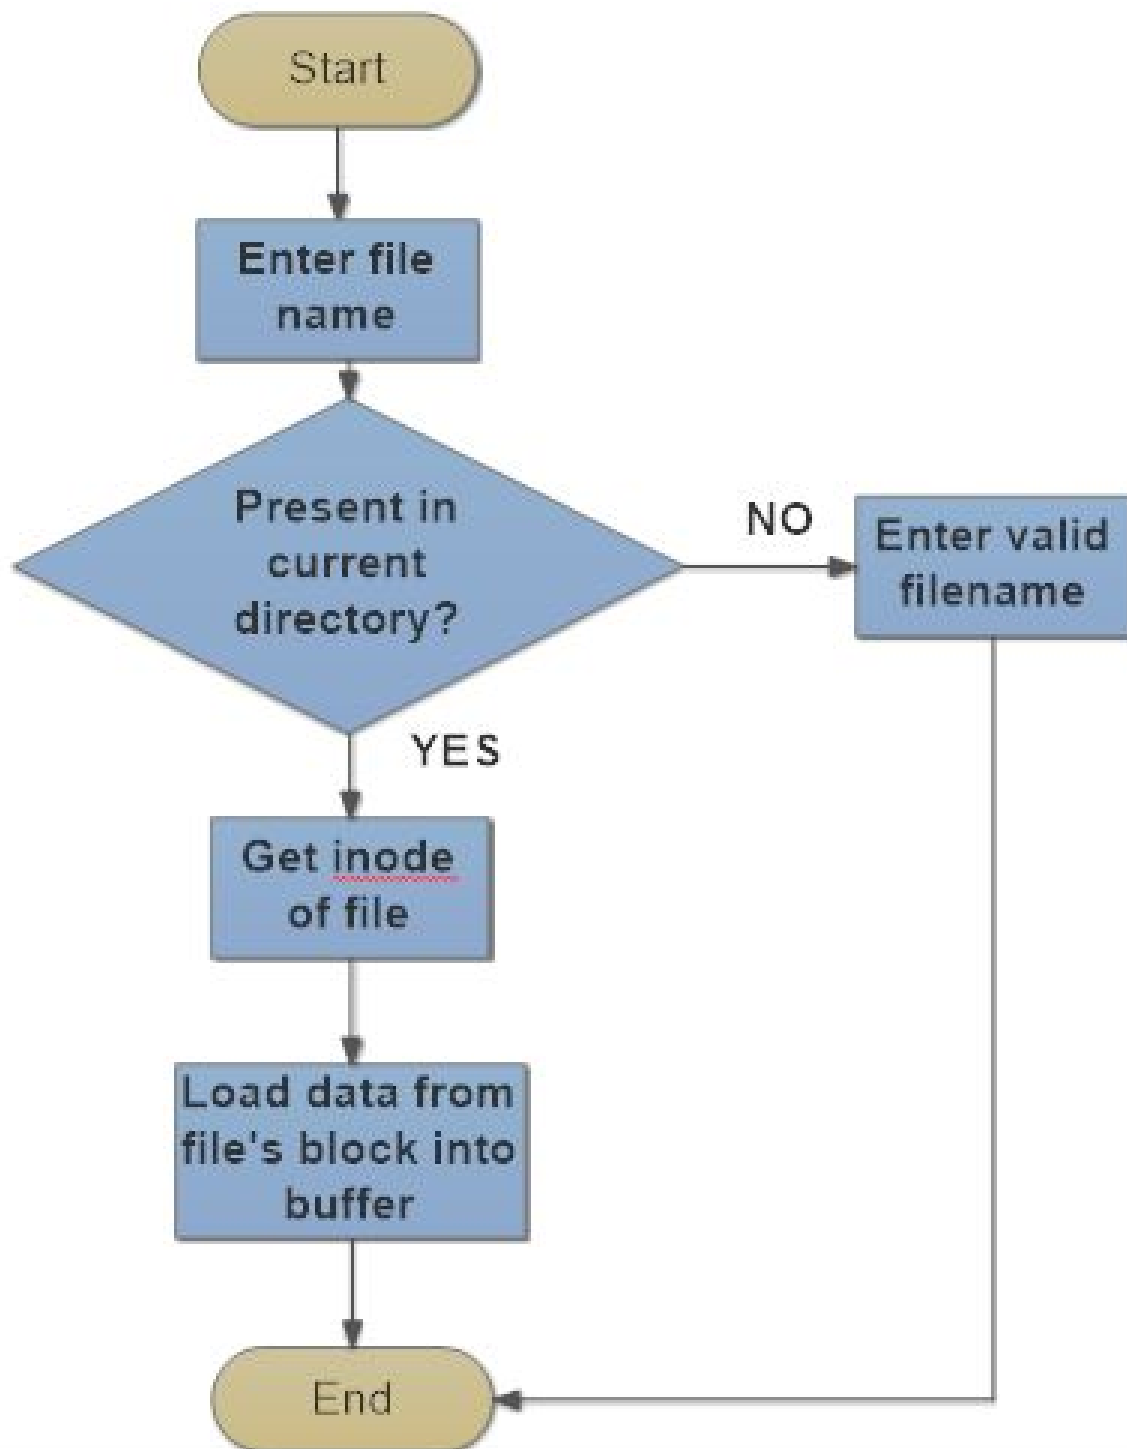 Start
Enter file
name
Present in
current
directory?
NO
Enter valid
filename
YES
Get inode
of file
Load data from
file's block into
buffer
End